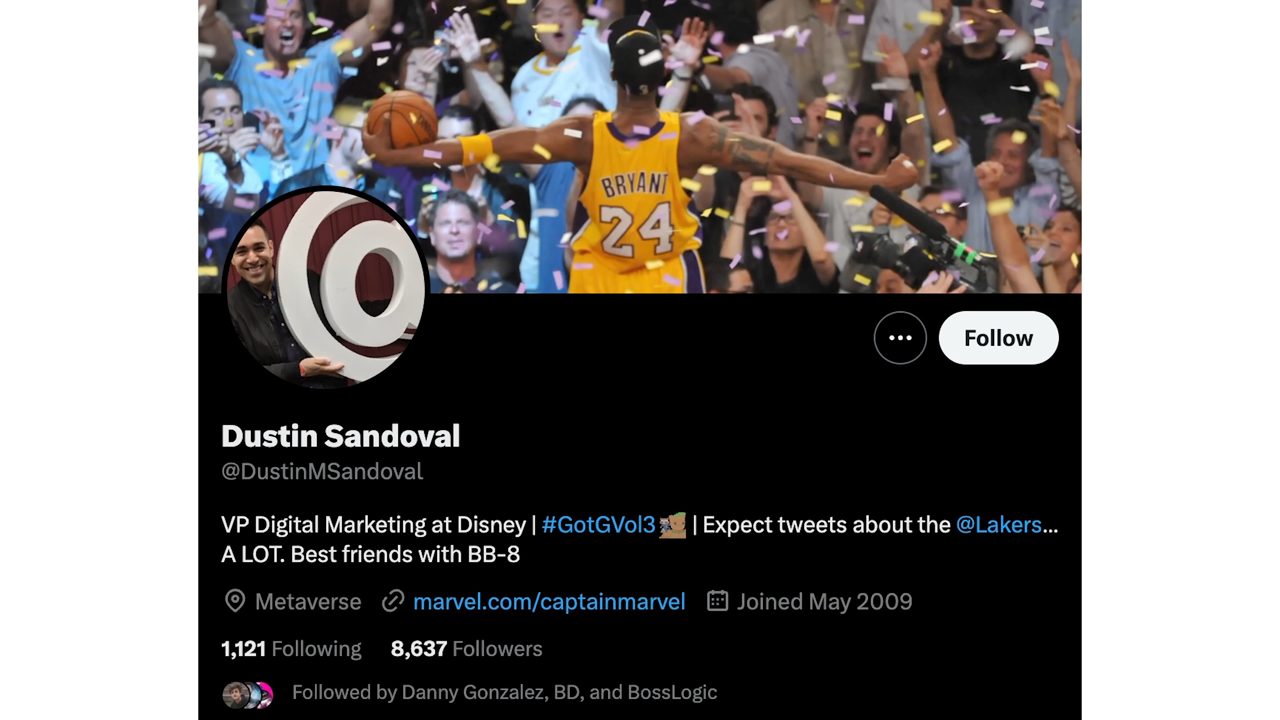 BRYANT
24
Follow
Dustin Sandoval
@DustinMSandoval
VP Digital Marketing at Disney | #GotGVol3 | Expect tweets about the @Lakers...
A LOT. Best friends with BB-8
Metaverse marvel.com/captainmarvel Joined May 2009
1,121 Following 8,637 Followers
Followed by Danny Gonzalez, BD, and BossLogic